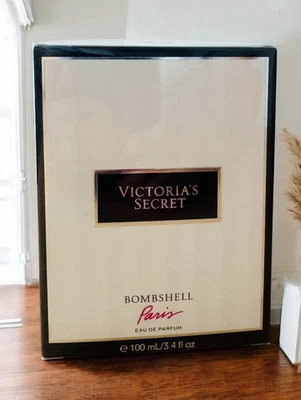 VICTORIA'S
SECRET
BOMBSHELL
Paris
EAU DE PARFUM
e 100 mL/3.4 fl oz